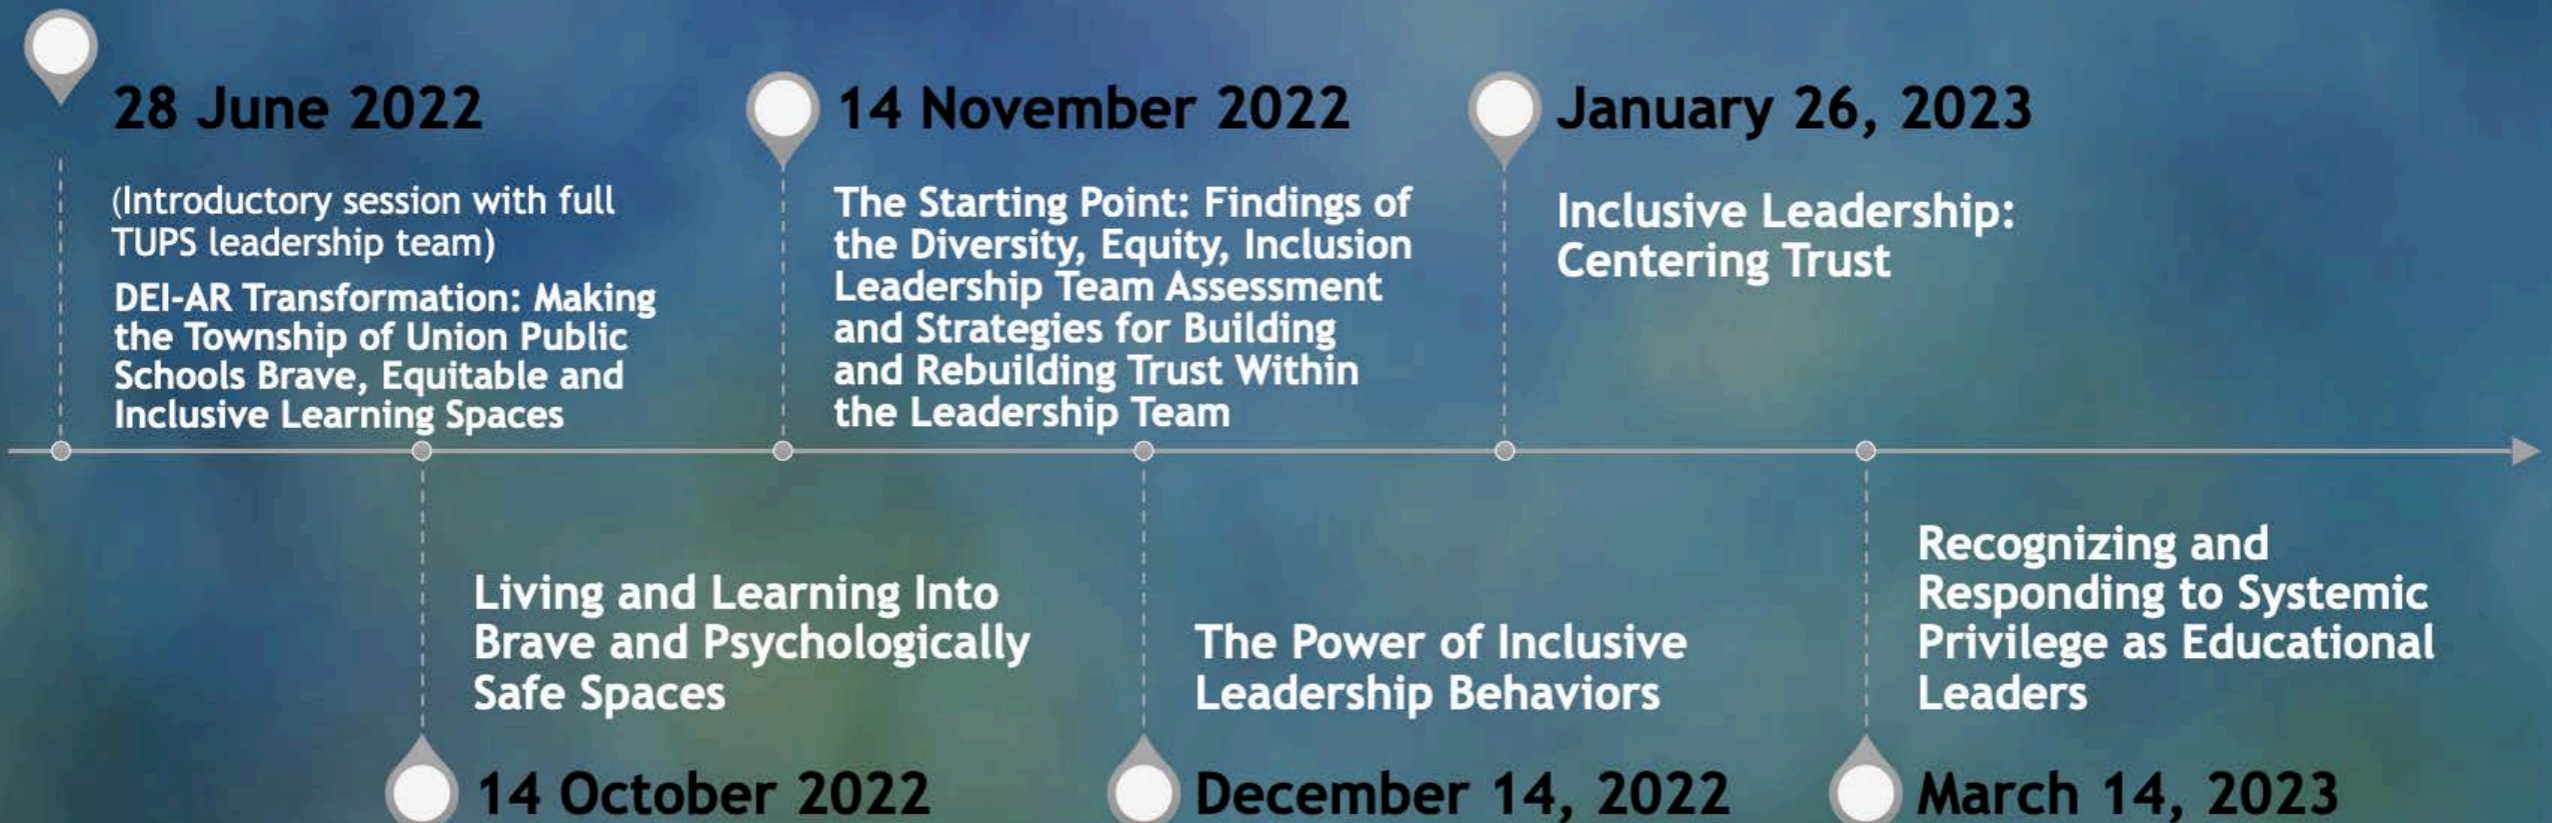 28 June 2022
(Introductory session with full
TUPS leadership team)
DEI-AR Transformation: Making
the Township of Union Public
Schools Brave, Equitable and
Inclusive Learning Spaces
Living and Learning Into
Brave and Psychologically
Safe Spaces
14 October 2022
14 November 2022
The Starting Point: Findings of
the Diversity, Equity, Inclusion
Leadership Team Assessment
and Strategies for Building
and Rebuilding Trust Within
the Leadership Team
The Power of Inclusive
Leadership Behaviors
December 14, 2022
January 26, 2023
Inclusive Leadership:
Centering Trust
Recognizing and
Responding to Systemic
Privilege as Educational
Leaders
March 14, 2023